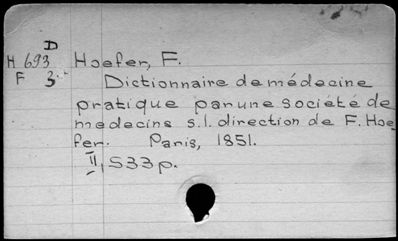 D
H 693 Hoefer, F.
F 3
Dictionnaire de médecine
pratique par une société de
medecins s.l. direction de F. Hoe
fer. Paris, 1851.
II, 533 p.